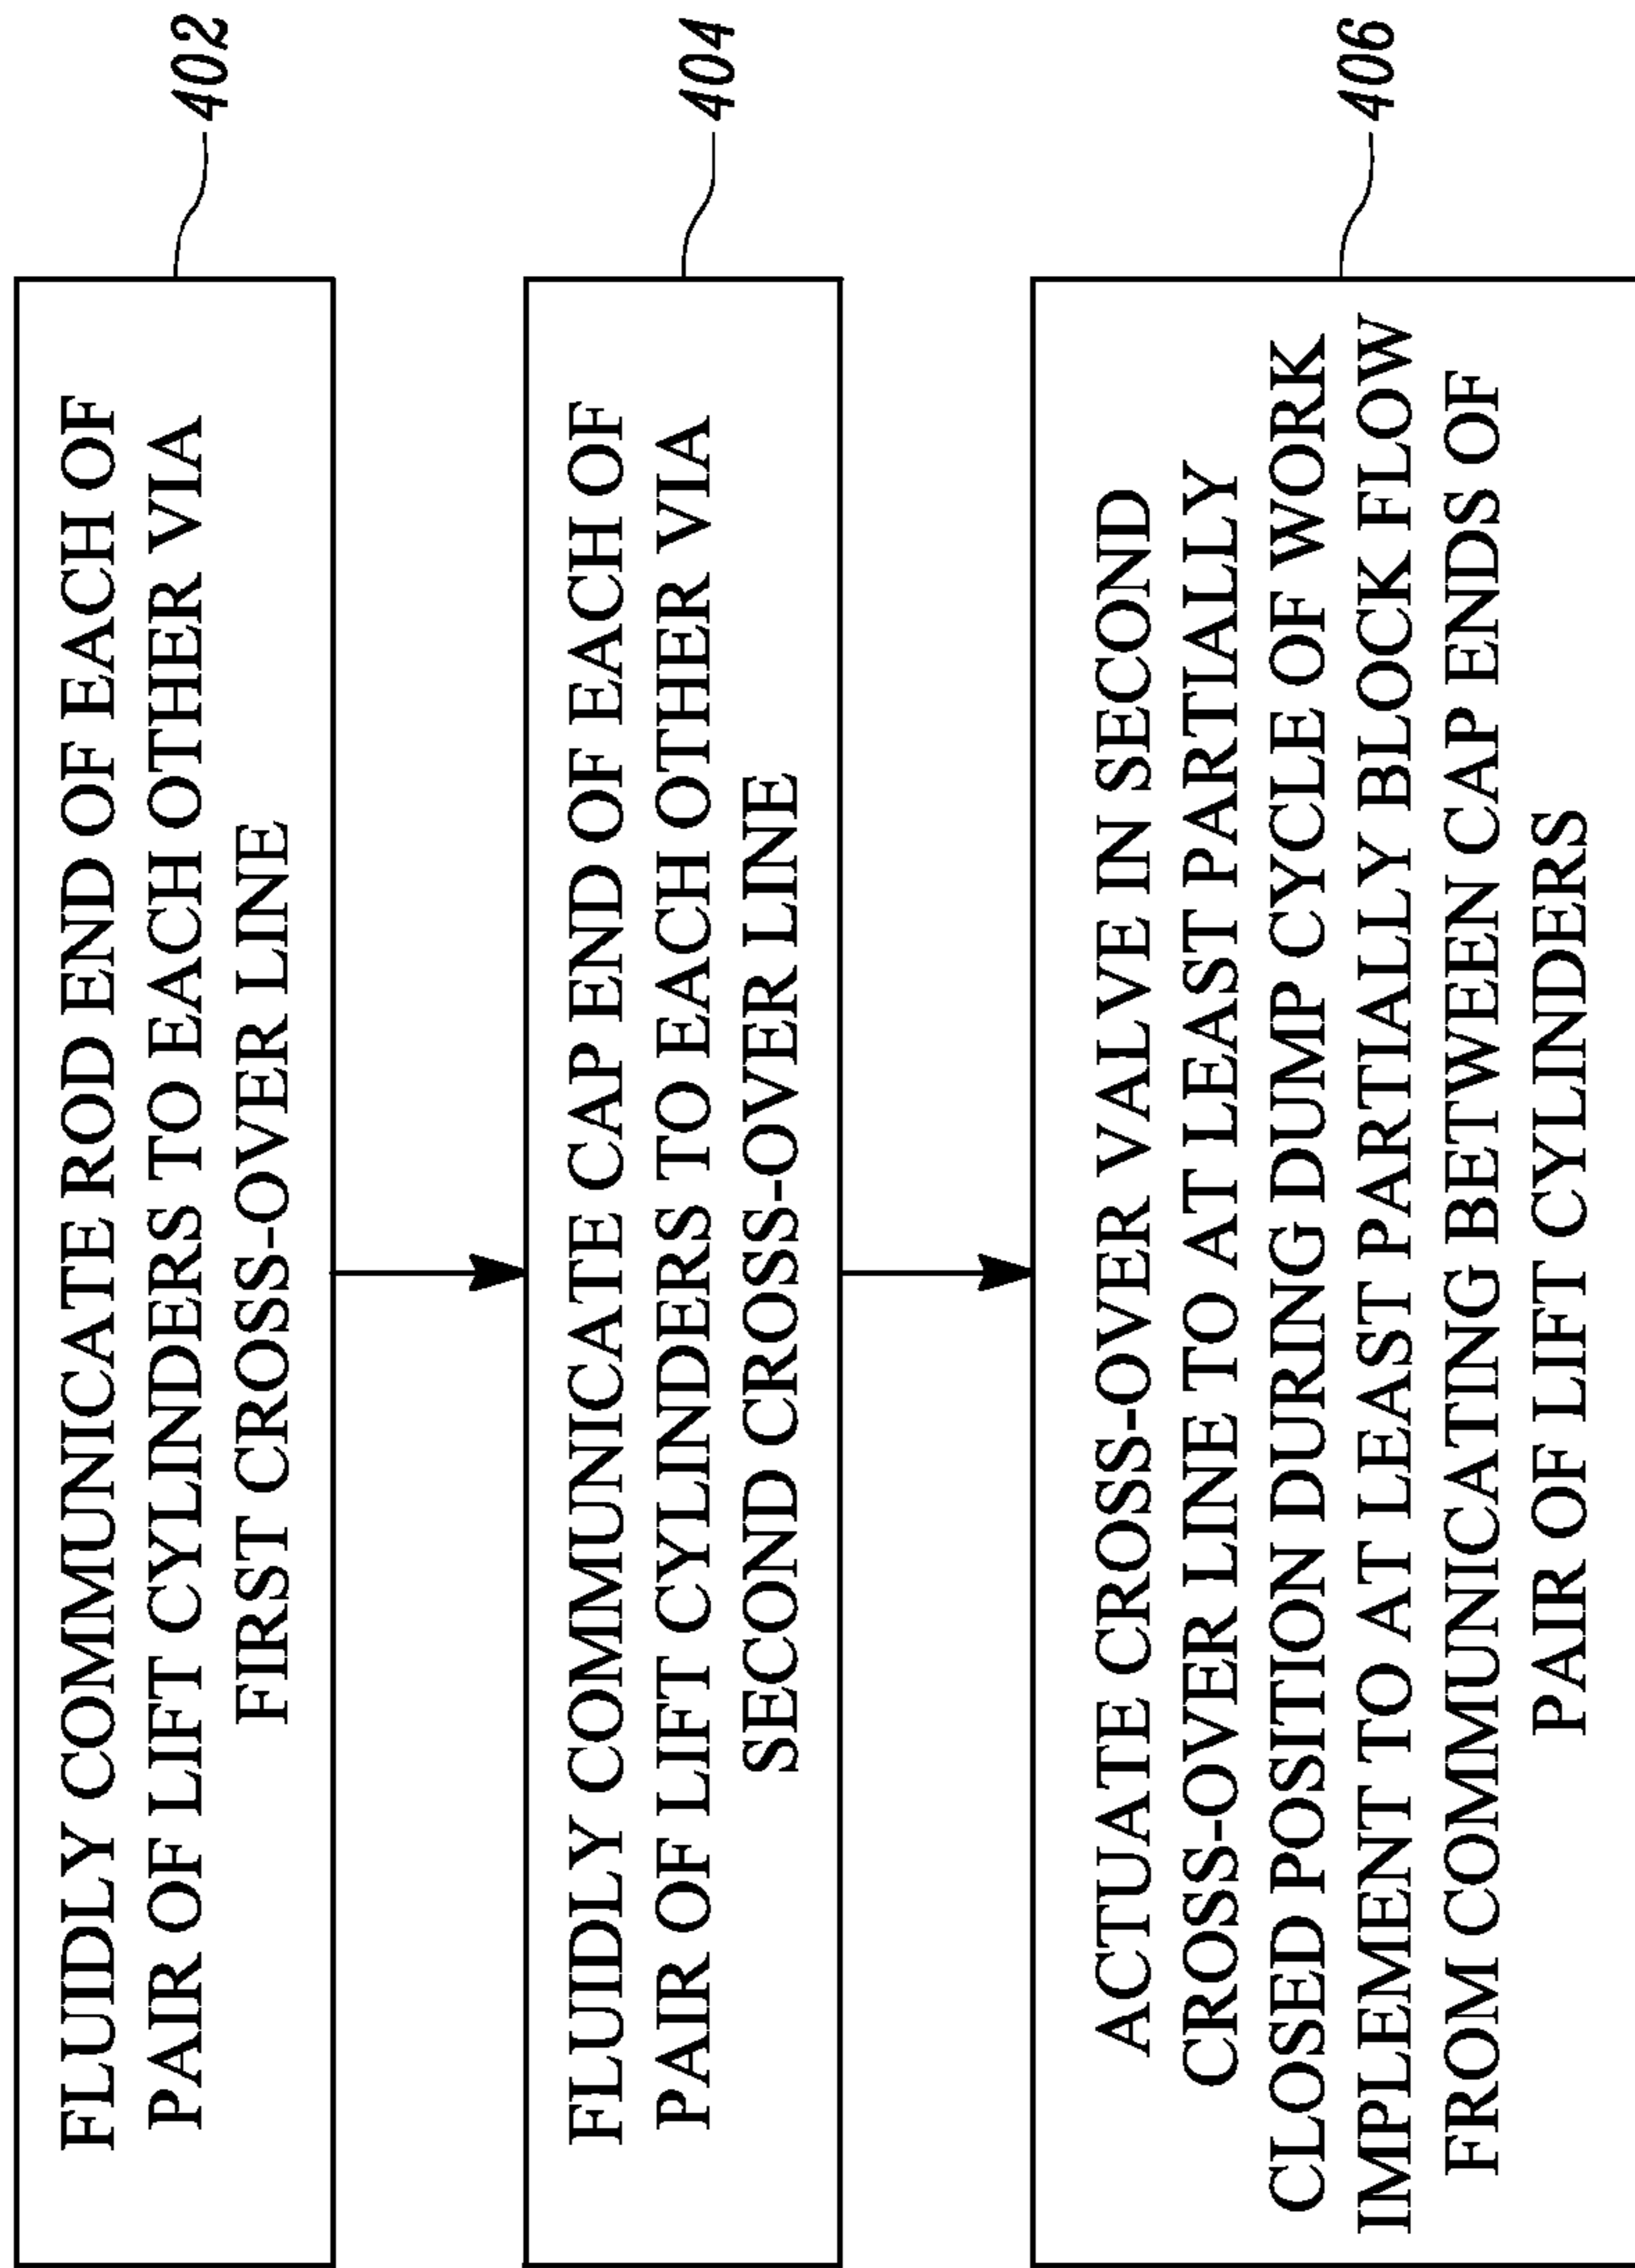 FLUIDLY COMMUNICATE ROD END OF EACH OF
PAIR OF LIFT CYLINDERS TO EACH OTHER VIA
FIRST CROSS-OVER LINE
402
FLUIDLY COMMUNICATE CAP END OF EACH OF
PAIR OF LIFT CYLINDERS TO EACH OTHER VIA
SECOND CROSS-OVER LINE
404
ACTUATE CROSS-OVER VALVE IN SECOND
CROSS-OVER LINE TO AT LEAST PARTIALLY
CLOSED POSITION DURING DUMP CYCLE OF WORK
IMPLEMENT TO AT LEAST PARTIALLY BLOCK FLOW
FROM COMMUNICATING BETWEEN CAP ENDS OF
PAIR OF LIFT CYLINDERS
406